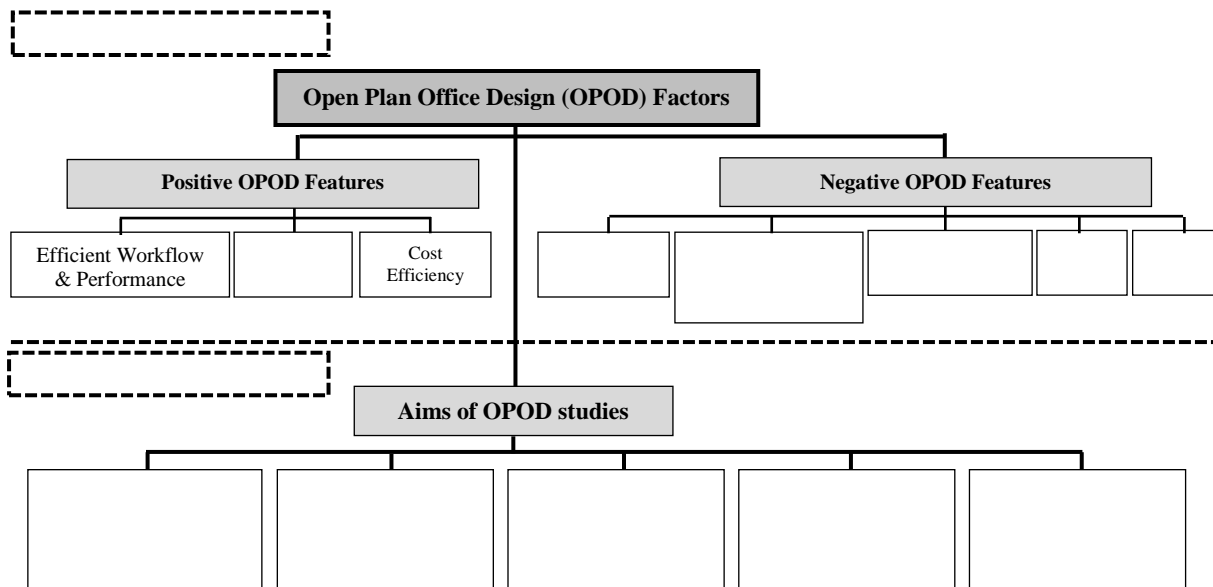 Open Plan Office Design (OPOD) Factors
Positive OPOD Features
Negative OPOD Features
Efficient Workflow
& Performance
Cost
Efficiency
Aims of OPOD studies